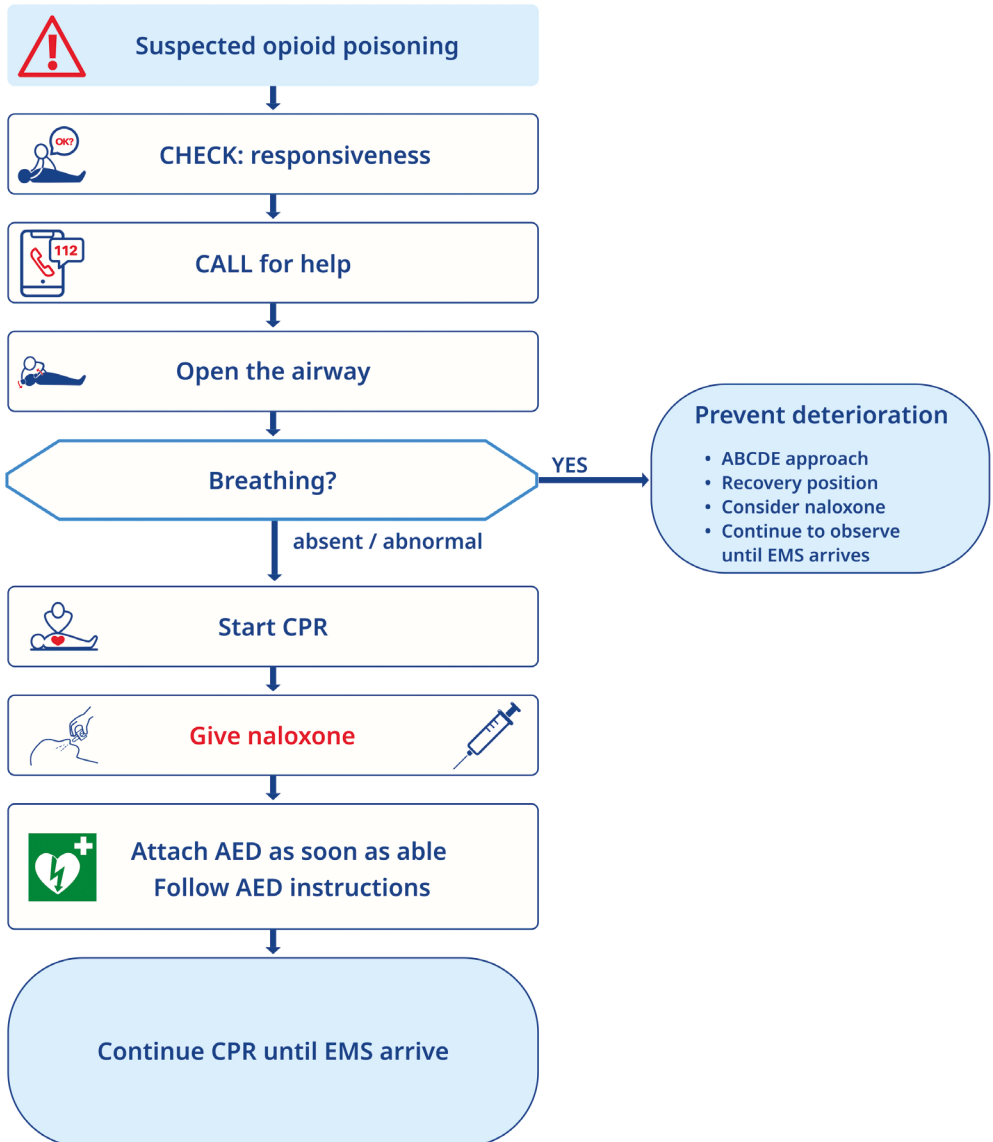 Suspected opioid poisoning
OK?
CHECK: responsiveness
112
CALL for help
Open the airway
Breathing?
YES
Prevent deterioration
• ABCDE approach
• Recovery position
• Consider naloxone
• Continue to observe
until EMS arrives
absent / abnormal
Start CPR
Give naloxone
Attach AED as soon as able
Follow AED instructions
Continue CPR until EMS arrive